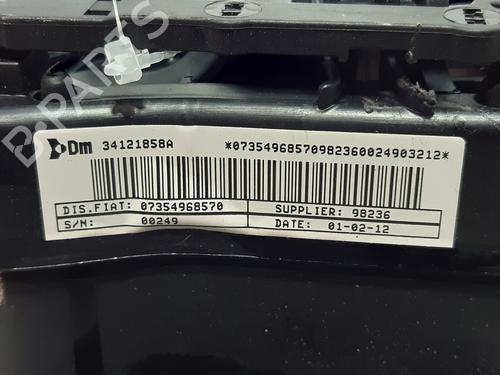 Dm 34121858A *07354968570982360024903212*
DIS.FIAT: 07354968570 SUPPLIER: 98236
S/N: 00249 DATE: 01-02-12
B-PARTS